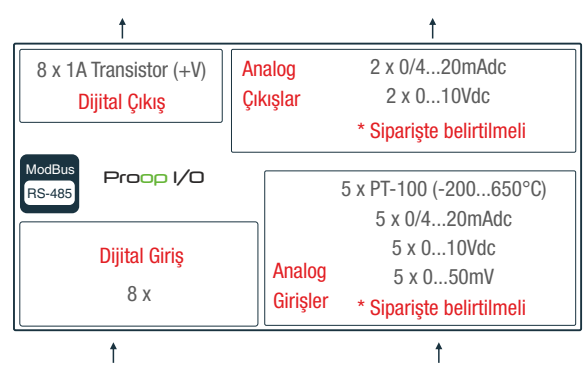 8 x 1A Transistor (+V)
Dijital Çıkış
Analog
Çıkışlar
2 x 0/4...20mAdc
2 x 0...10Vdc
* Siparişte belirtilmeli
ModBus
RS-485
Proop I/O
Dijital Giriş
8 x
Analog
Girişler
5 x PT-100 (-200...650°C)
5 x 0/4...20mAdc
5 x 0...10Vdc
5 x 0...50mV
* Siparişte belirtilmeli